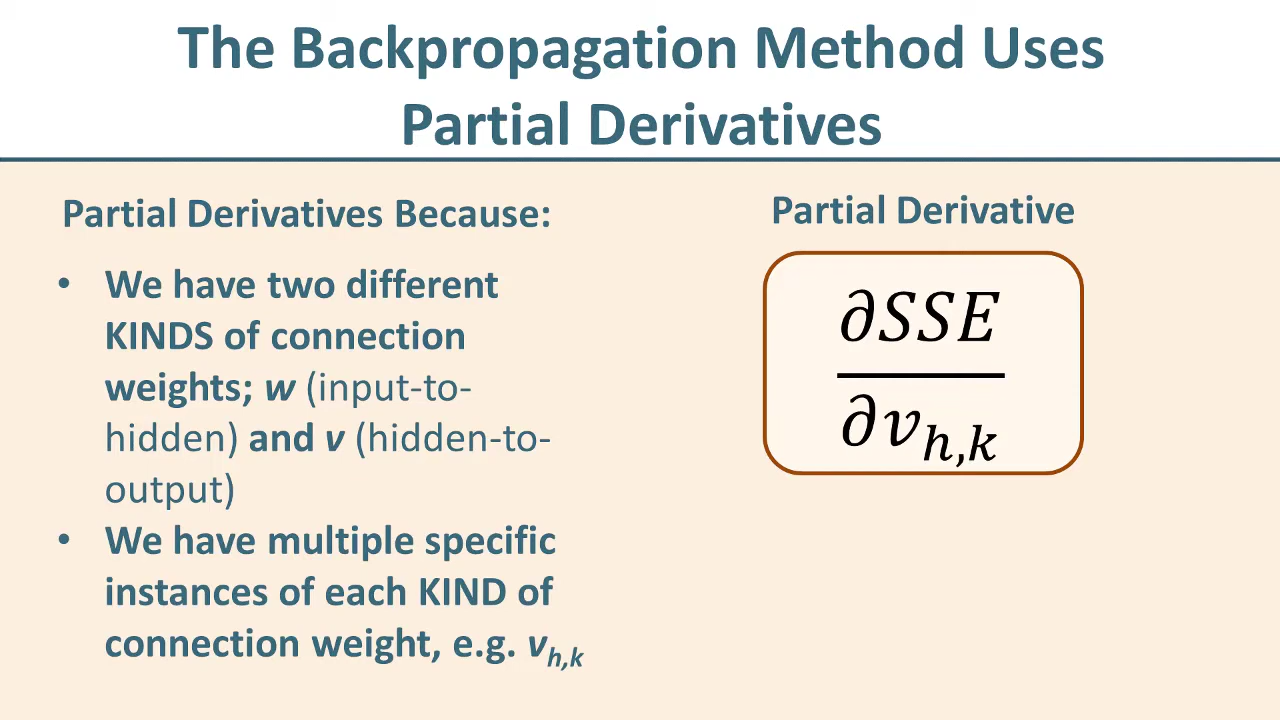 The Backpropagation Method Uses
Partial Derivatives
Partial Derivatives Because:
• We have two different
KINDS of connection
weights; w (input-to-
hidden) and v (hidden-to-
output)
• We have multiple specific
instances of each KIND of
connection weight, e.g. v_{h,k}
Partial Derivative
∂SSE
∂v_{h,k}